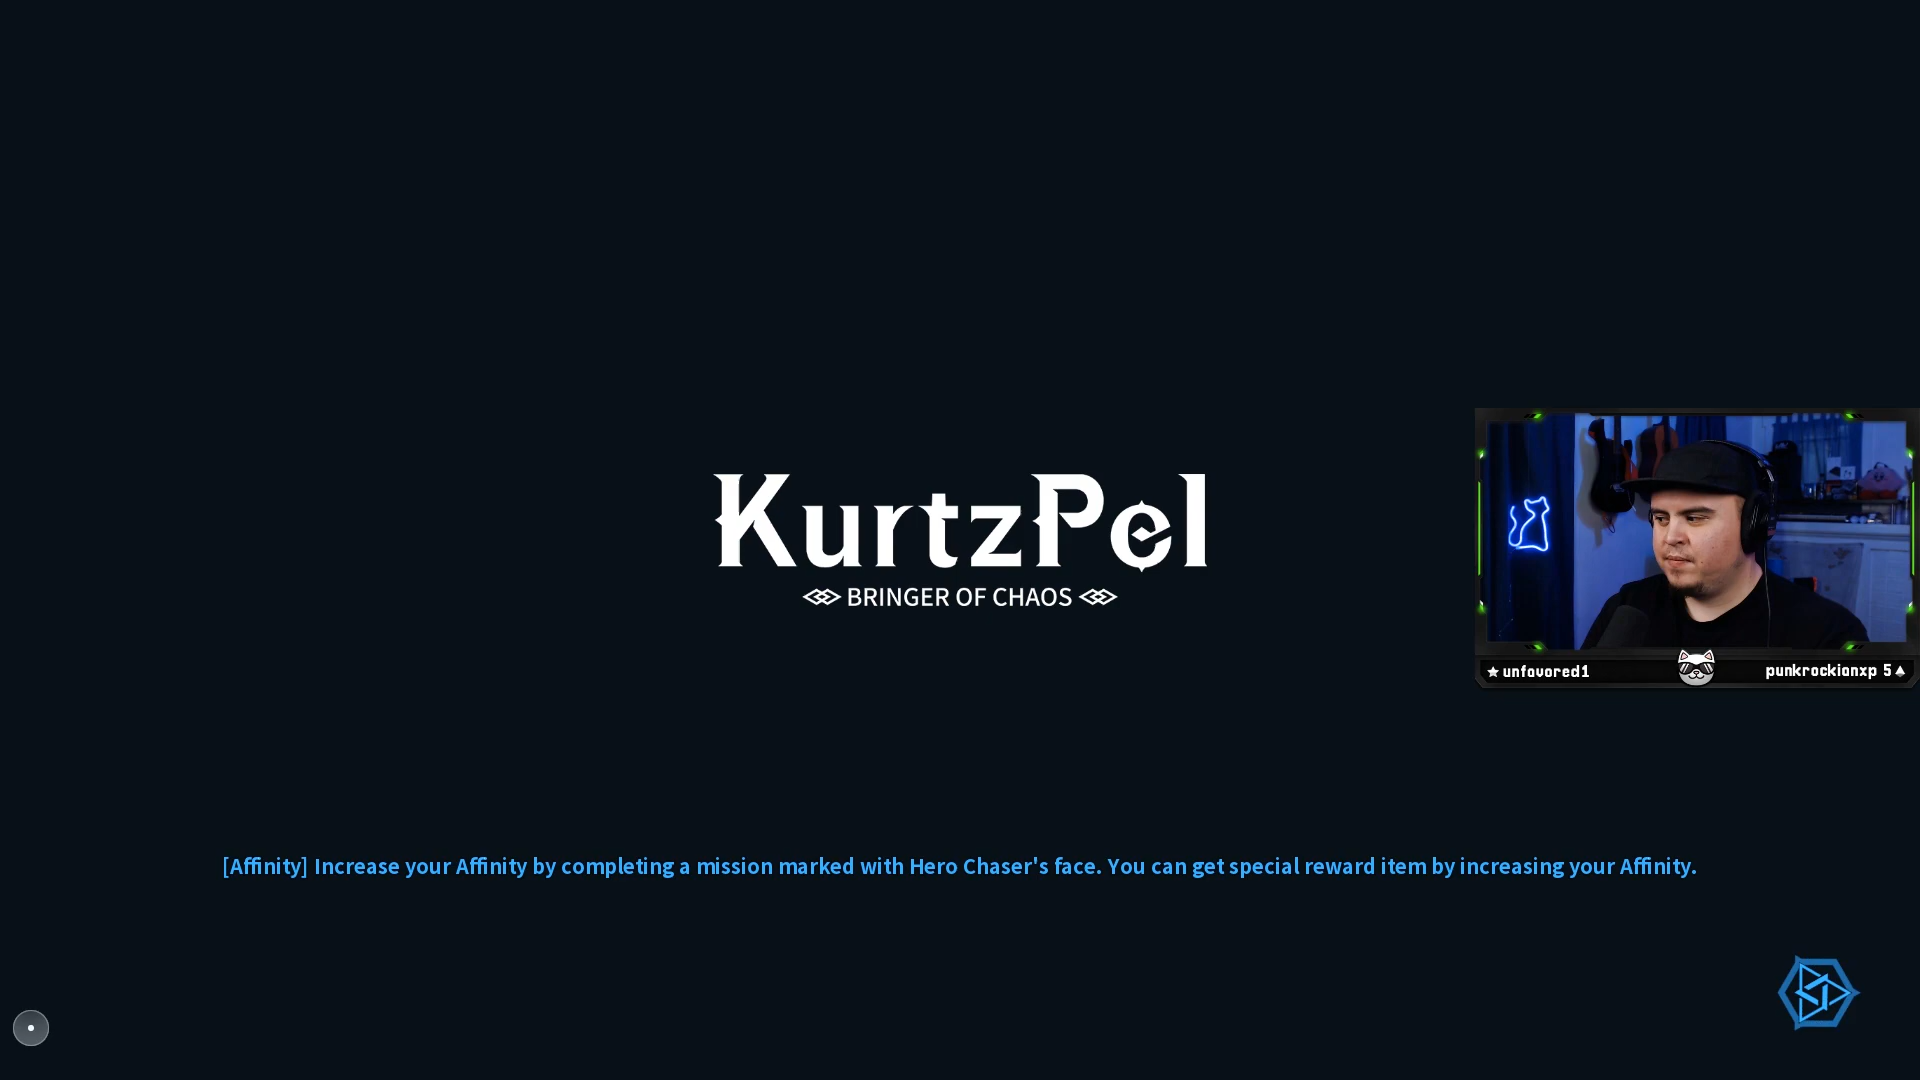 KurtzPel
BRINGER OF CHAOS
unfavored1
punkrockianxp 5
[Affinity] Increase your Affinity by completing a mission marked with Hero Chaser's face. You can get special reward item by increasing your Affinity.